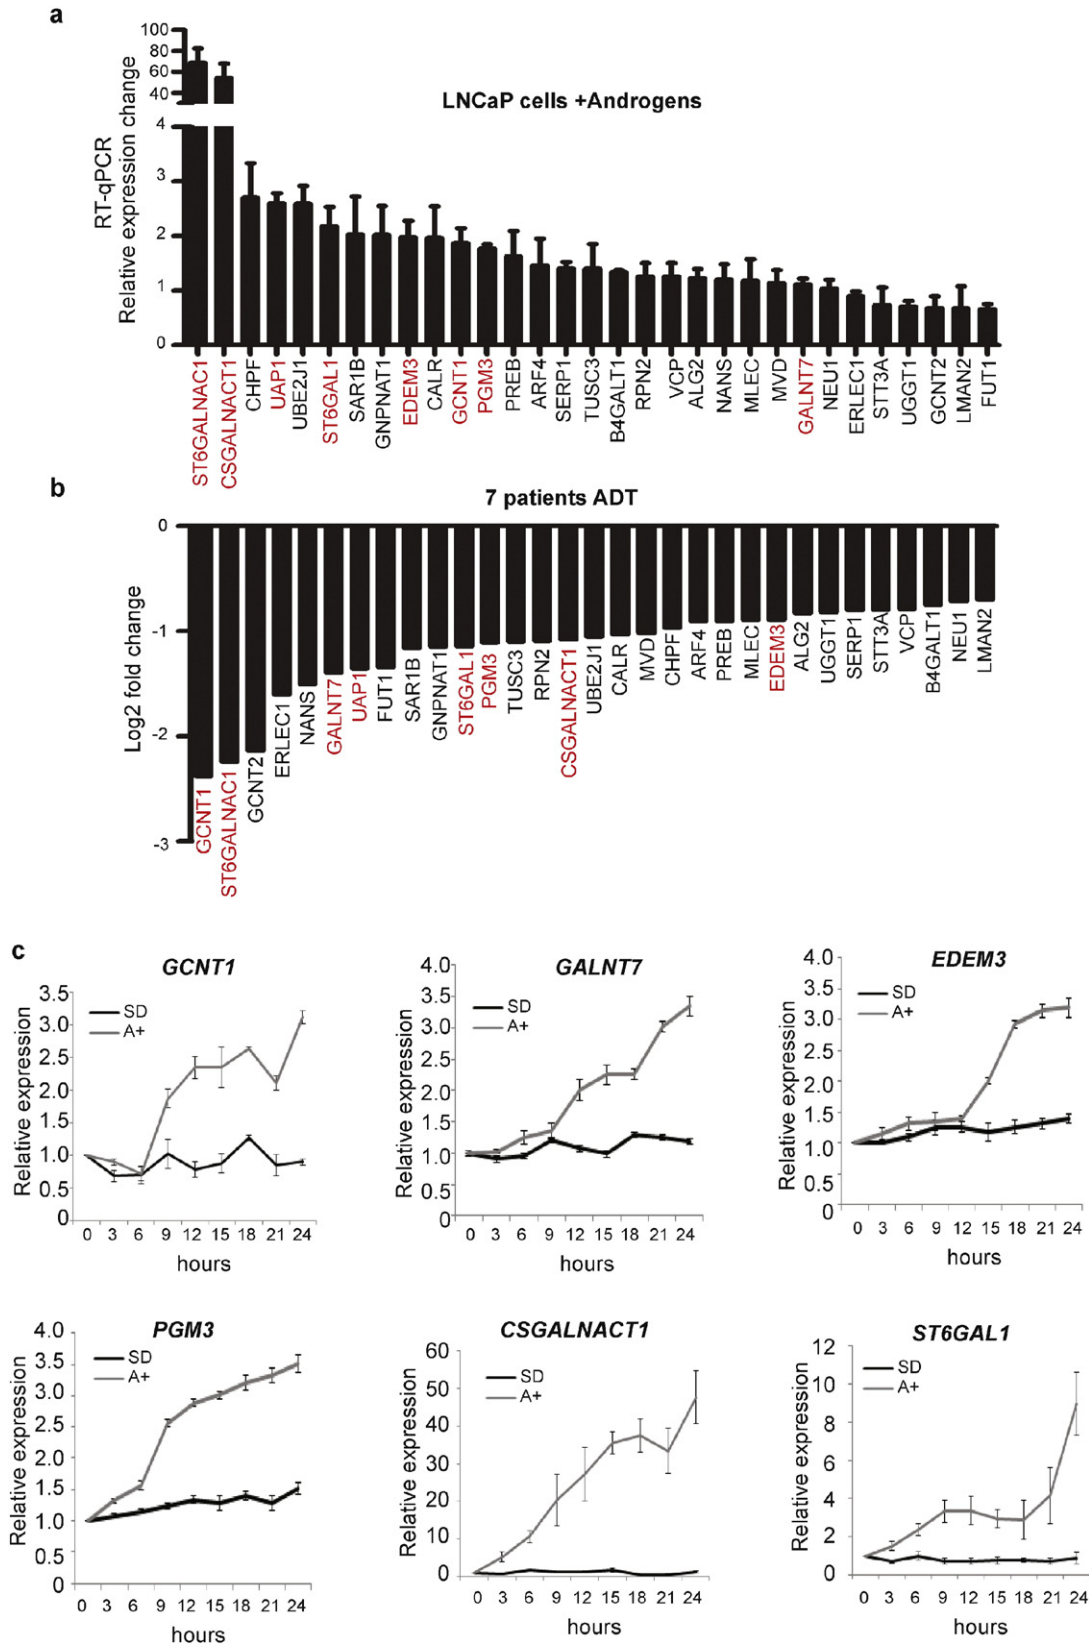 a
LNCaP cells +Androgens
RT-qPCR
Relative expression change
100
80
60
40
4
3
2
1
0
ST6GALNAC1
CSGALNACT1
CHPF
UAP1
UBE2J1
ST6GAL1
SAR1B
GNPNAT1
EDEM3
CALR
GCNT1
PGM3
PREB
ARF4
SERP1
TUSC3
B4GALT1
RPN2
VCP
ALG2
NANS
MLEC
MVD
GALNT7
NEU1
ERLEC1
STT3A
UGGT1
GCNT2
LMAN2
FUT1
b
7 patients ADT
Log2 fold change
0
-1
-2
-3
GCNT1
ST6GALNAC1
GCNT2
ERLEC1
NANS
GALNT7
UAP1
FUT1
SAR1B
GNPNAT1
ST6GAL1
PGM3
TUSC3
RPN2
CSGALNACT1
UBE2J1
CALR
MVD
CHPF
ARF4
PREB
MLEC
EDEM3
ALG2
UGGT1
SERP1
STT3A
VCP
B4GALT1
NEU1
LMAN2
c
GCNT1
Relative expression
3.5
3.0
2.5
2.0
1.5
1.0
0.5
0
SD
A+
0 3 6 9 12 15 18 21 24
hours
GALNT7
Relative expression
4.0
3.5
3.0
2.5
2.0
1.5
1.0
0.5
0
SD
A+
0 3 6 9 12 15 18 21 24
hours
EDEM3
Relative expression
4.0
3.0
2.0
1.0
0
SD
A+
0 3 6 9 12 15 18 21 24
hours
PGM3
Relative expression
4.0
3.5
3.0
2.5
2.0
1.5
1.0
0.5
0
SD
A+
0 3 6 9 12 15 18 21 24
hours
CSGALNACT1
Relative expression
60
50
40
30
20
10
0
SD
A+
0 3 6 9 12 15 18 21 24
hours
ST6GAL1
Relative expression
12
10
8
6
4
2
0
SD
A+
0 3 6 9 12 15 18 21 24
hours